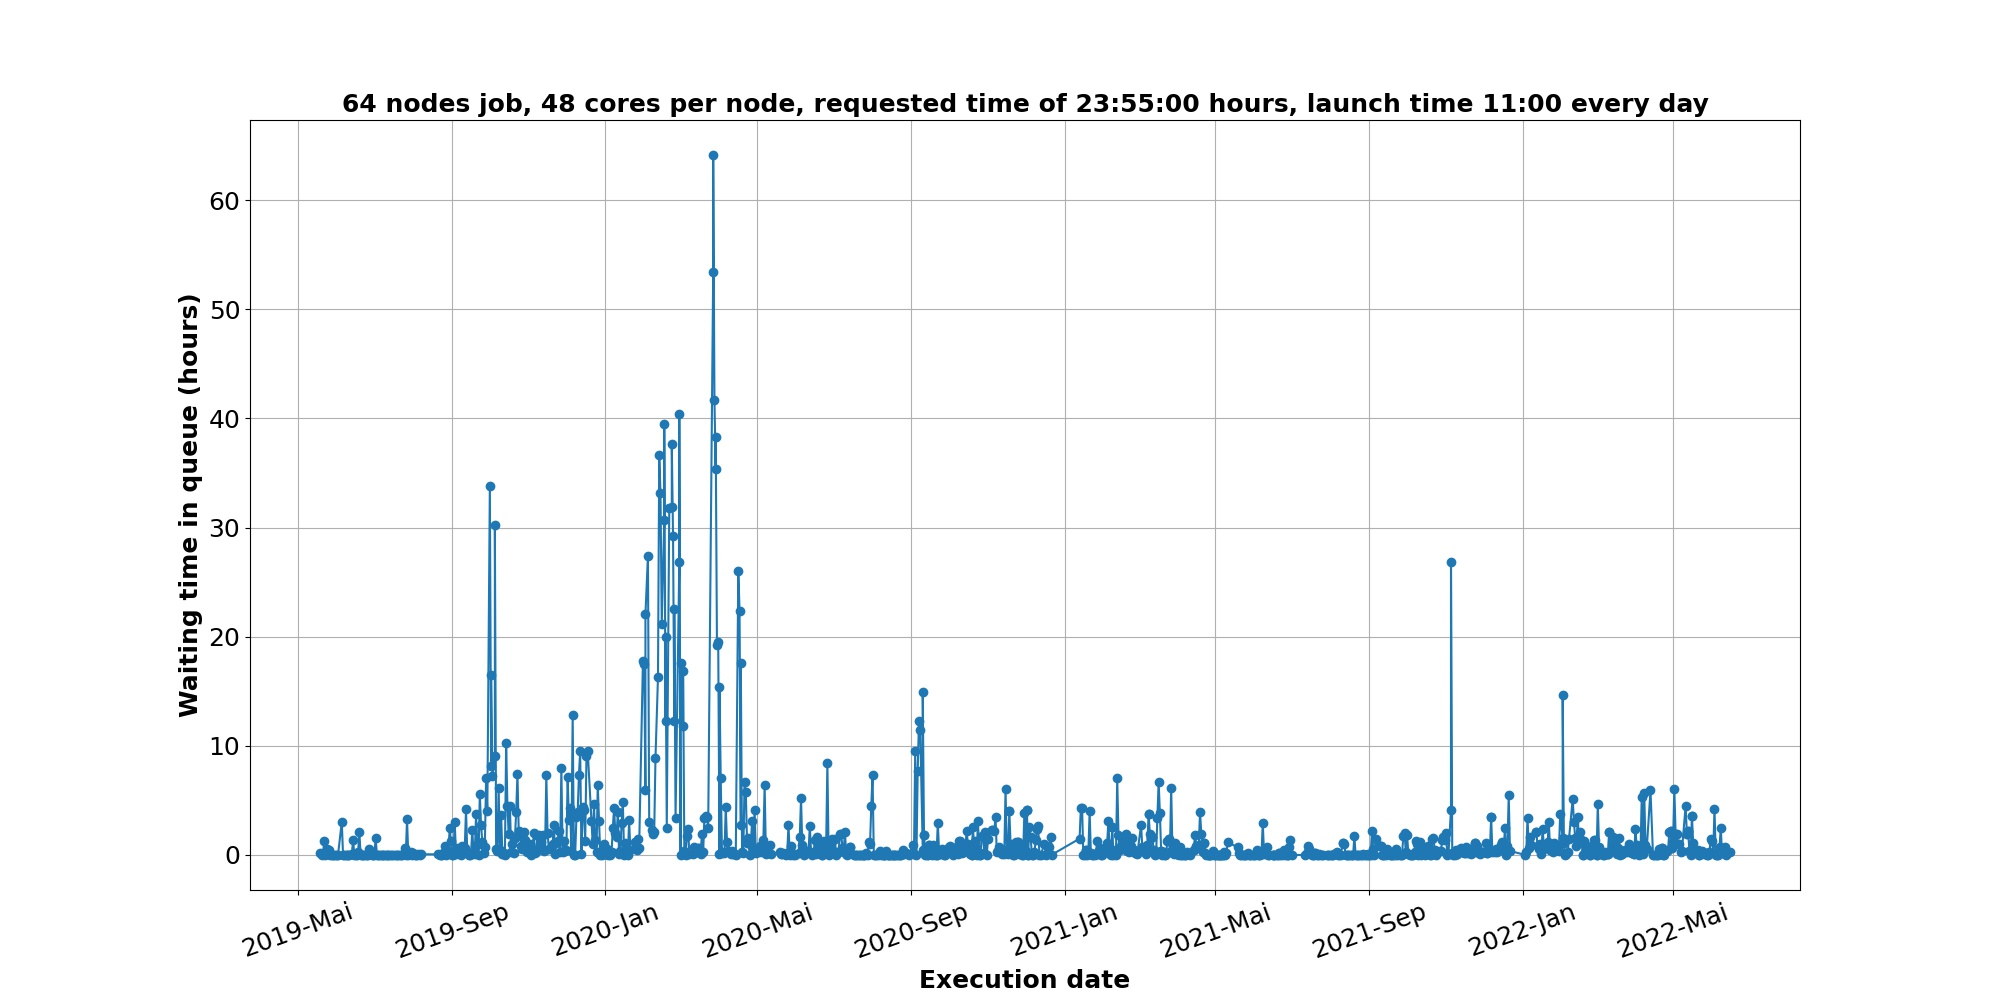 64 nodes job, 48 cores per node, requested time of 23:55:00 hours, launch time 11:00 every day
Waiting time in queue (hours)
60
50
40
30
20
10
0
2019-Mai
2019-Sep
2020-Jan
2020-Mai
2020-Sep
2021-Jan
2021-Mai
2021-Sep
2022-Jan
2022-Mai
Execution date